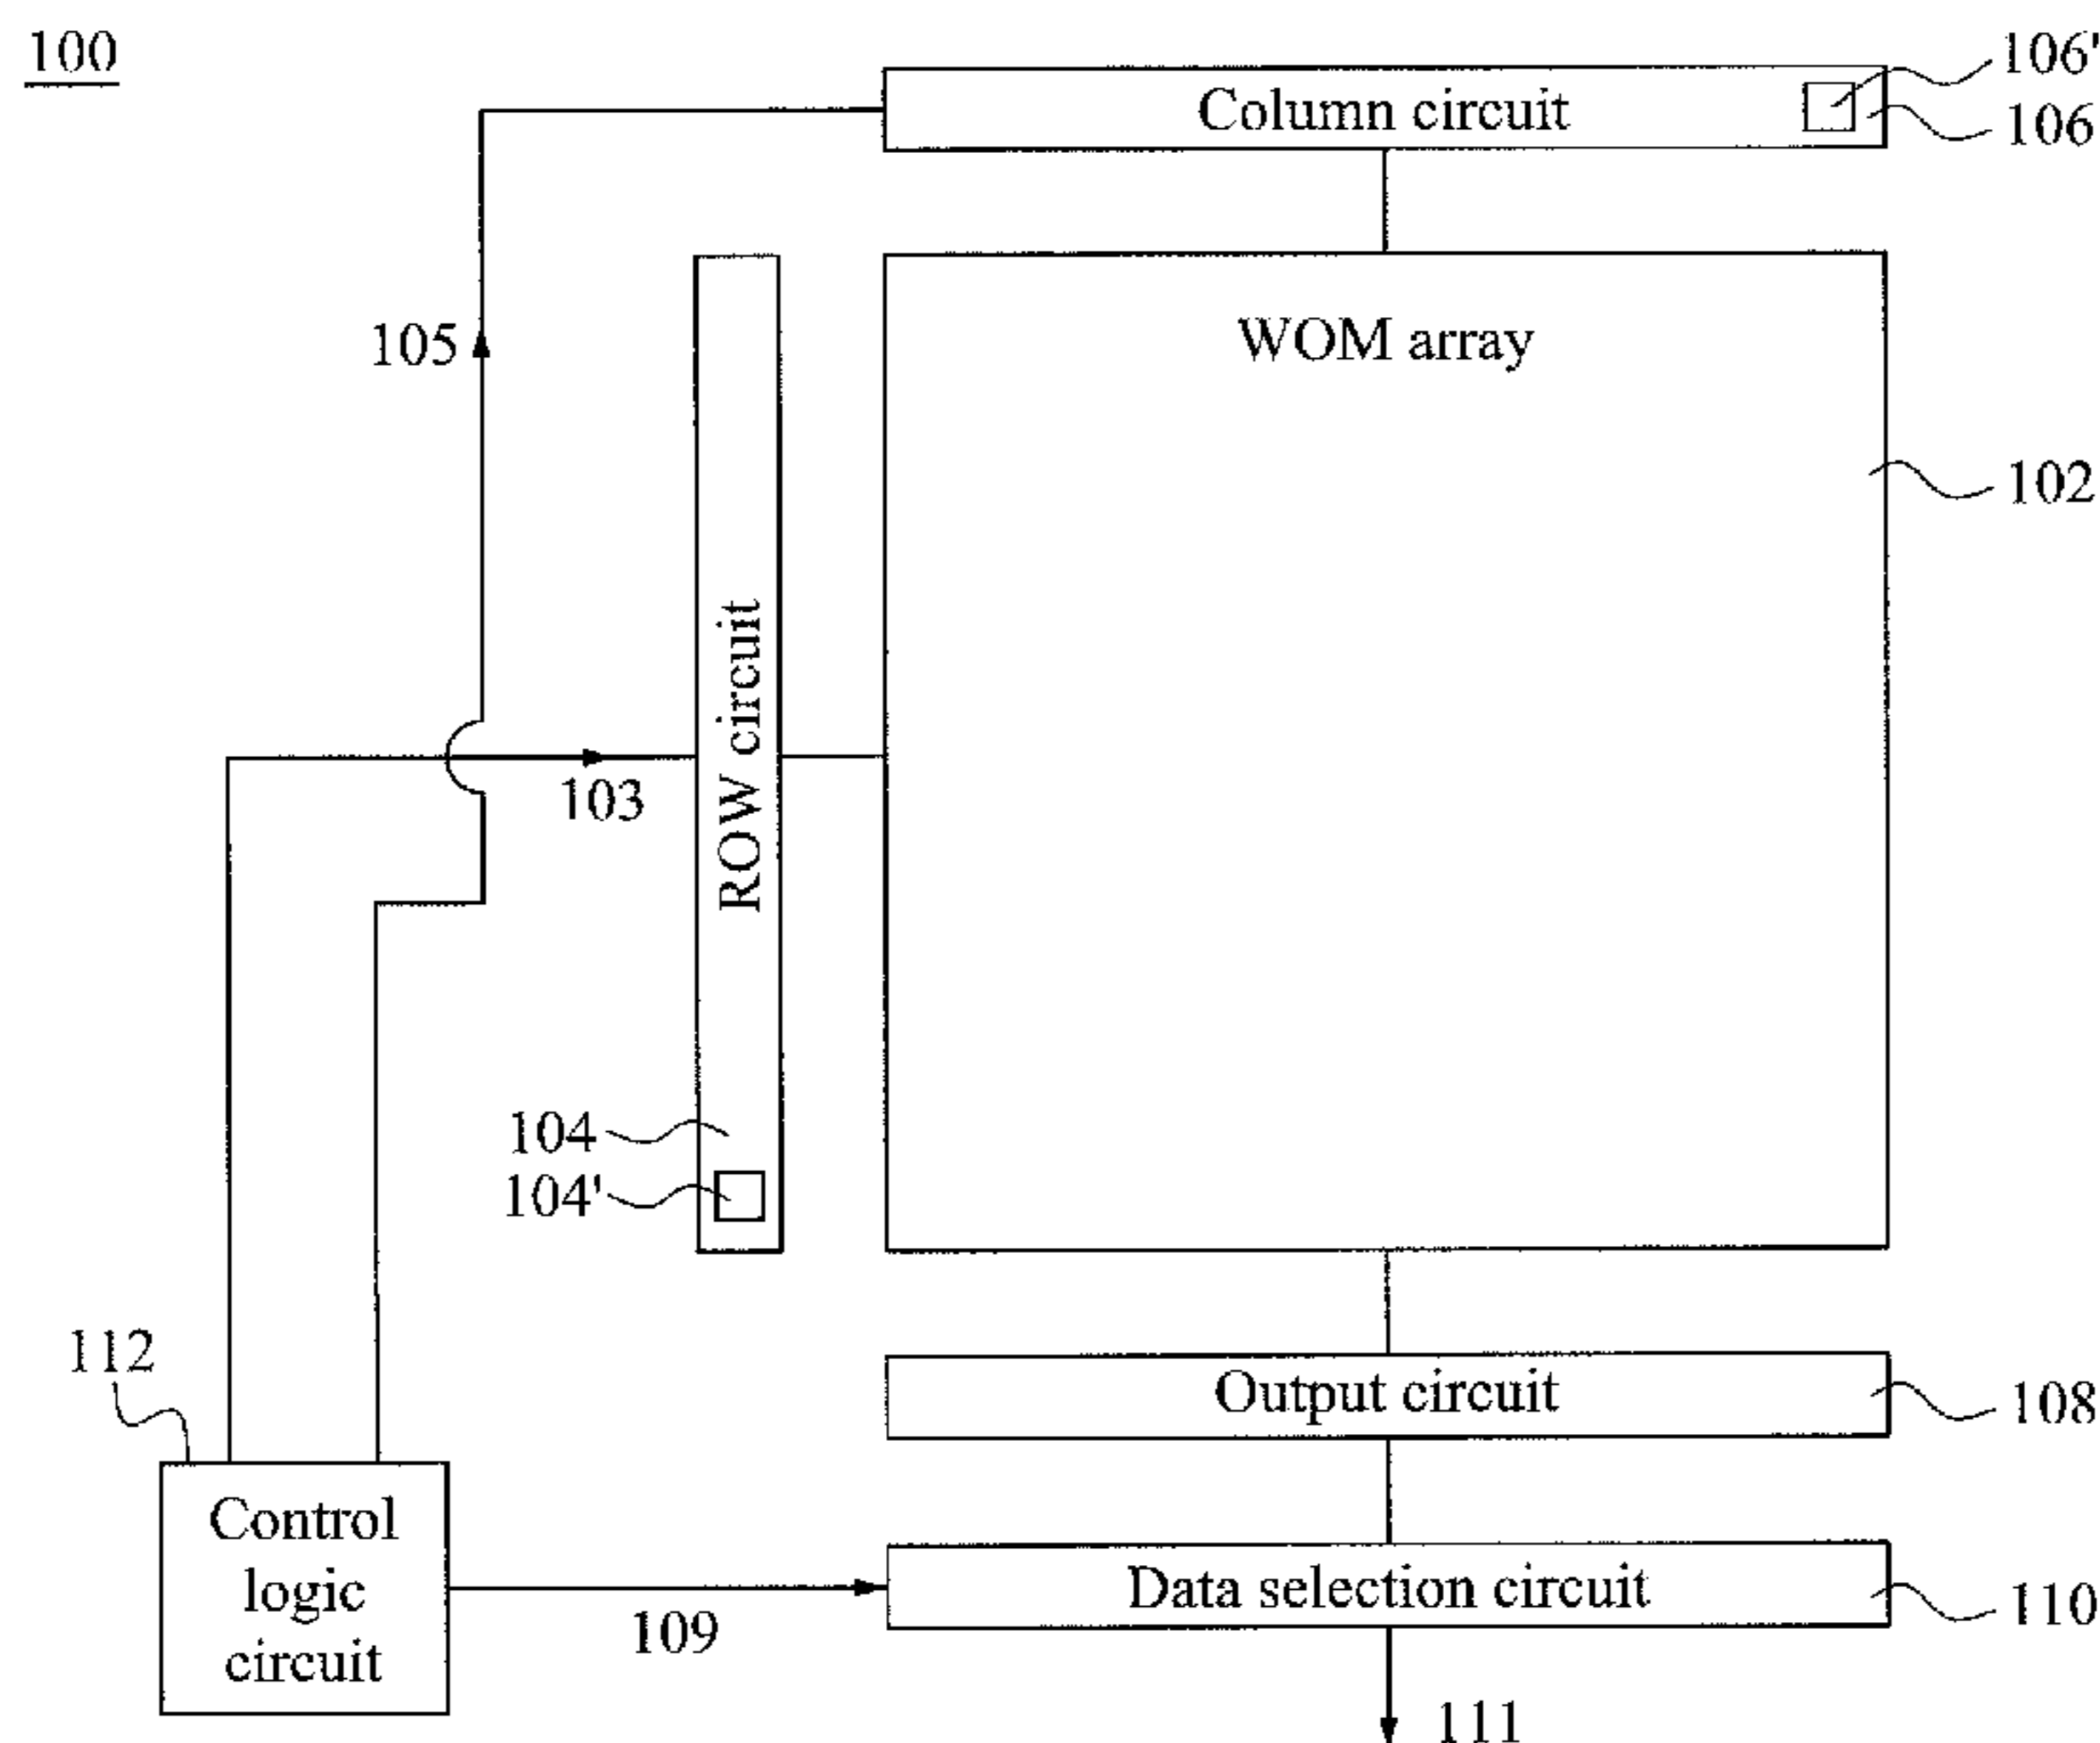 100
Column circuit
106'
106
105
WOM array
102
ROW circuit
103
104
104'
112
Output circuit
108
Control
logic
circuit
Data selection circuit
110
109
111